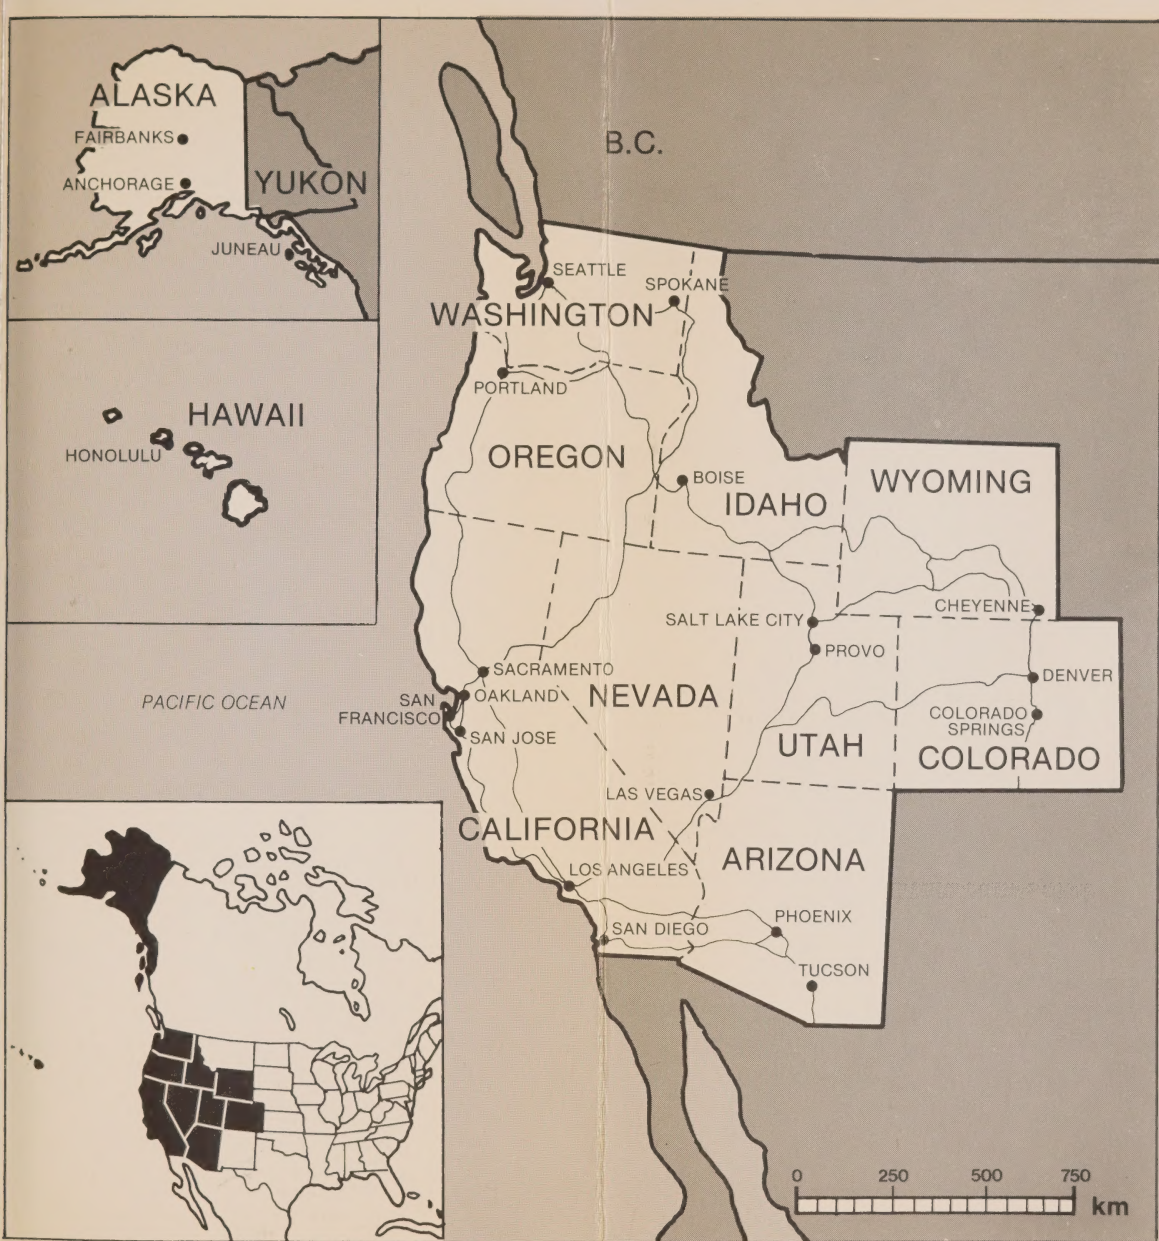 ALASKA
FAIRBANKS
ANCHORAGE
YUKON
JUNEAU
HAWAII
HONOLULU
B.C.
SEATTLE
SPOKANE
WASHINGTON
PORTLAND
OREGON
BOISE
IDAHO
WYOMING
CHEYENNE
SALT LAKE CITY
PROVO
DENVER
COLORADO
SPRINGS
COLORADO
UTAH
NEVADA
SACRAMENTO
OAKLAND
SAN
FRANCISCO
SAN JOSE
PACIFIC OCEAN
LAS VEGAS
CALIFORNIA
LOS ANGELES
ARIZONA
SAN DIEGO
PHOENIX
TUCSON
0 250 500 750
km